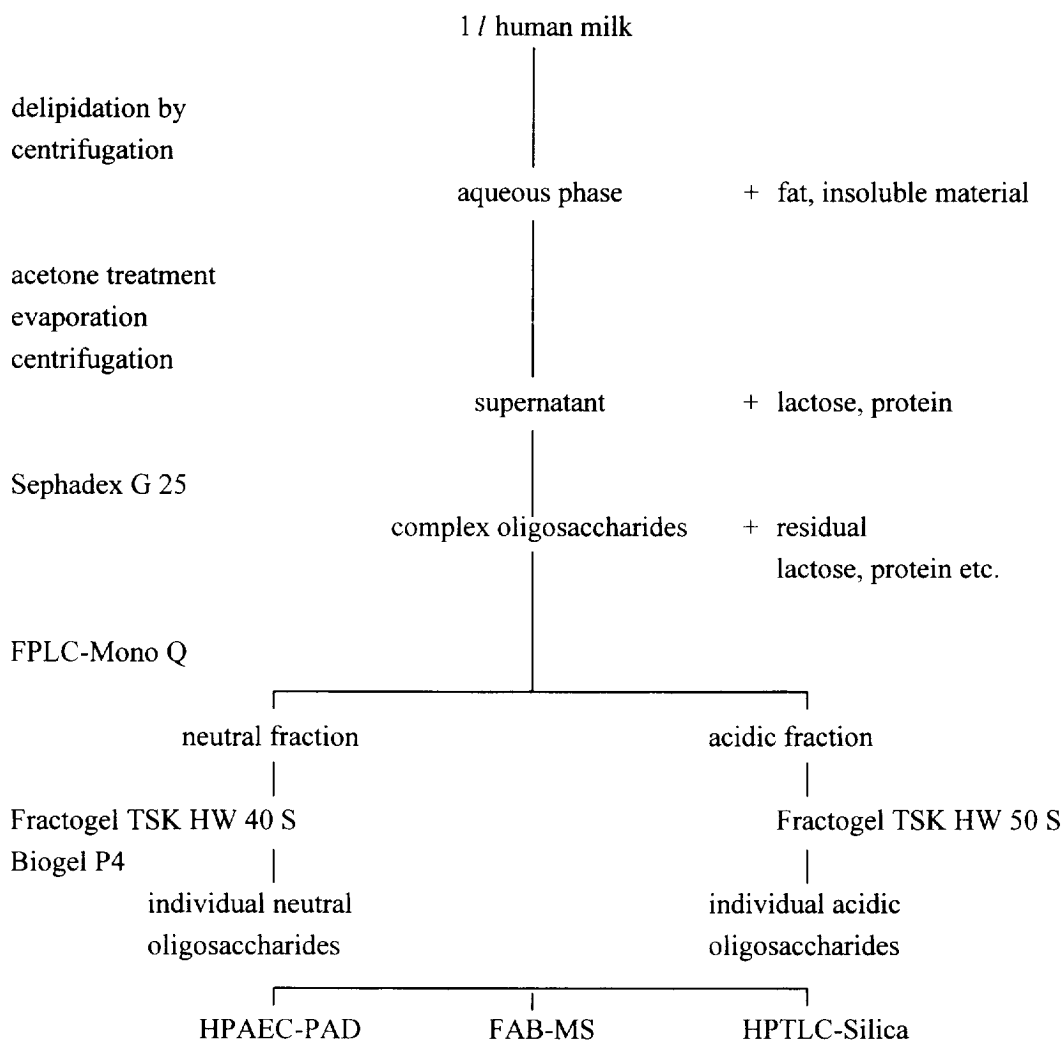 1 l human milk
delipidation by
centrifugation
aqueous phase + fat, insoluble material
acetone treatment
evaporation
centrifugation
supernatant + lactose, protein
Sephadex G 25
complex oligosaccharides + residual
lactose, protein etc.
FPLC-Mono Q
neutral fraction acidic fraction
Fractogel TSK HW 40 S Fractogel TSK HW 50 S
Biogel P4
individual neutral individual acidic
oligosaccharides oligosaccharides
HPAEC-PAD FAB-MS HPTLC-Silica